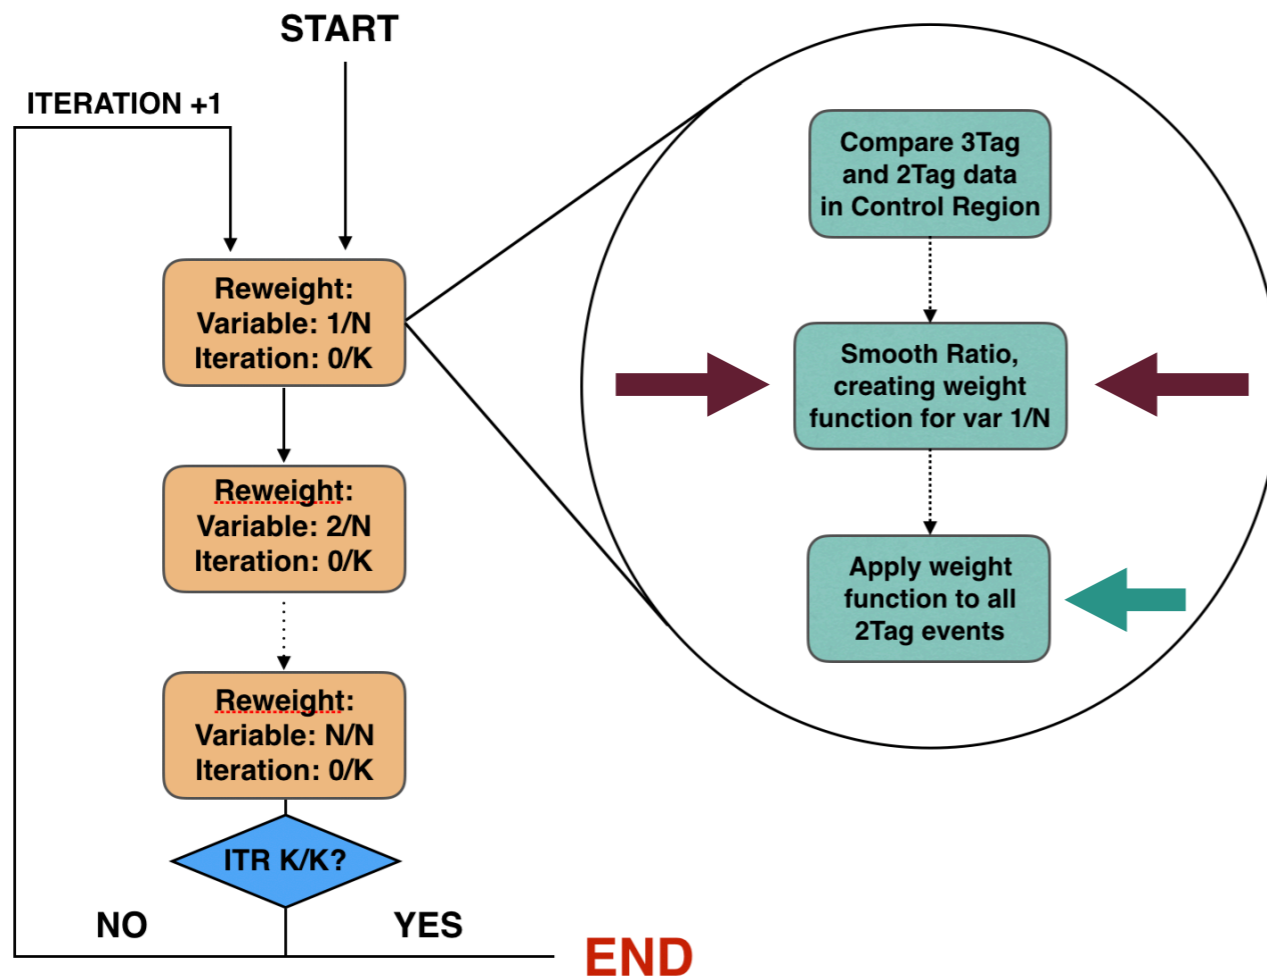 START
ITERATION +1
Reweight:
Variable: 1/N
Iteration: 0/K
Reweight:
Variable: 2/N
Iteration: 0/K
Reweight:
Variable: N/N
Iteration: 0/K
ITR K/K?
NO
YES
END
Compare 3Tag
and 2Tag data
in Control Region
Smooth Ratio,
creating weight
function for var 1/N
Apply weight
function to all
2Tag events